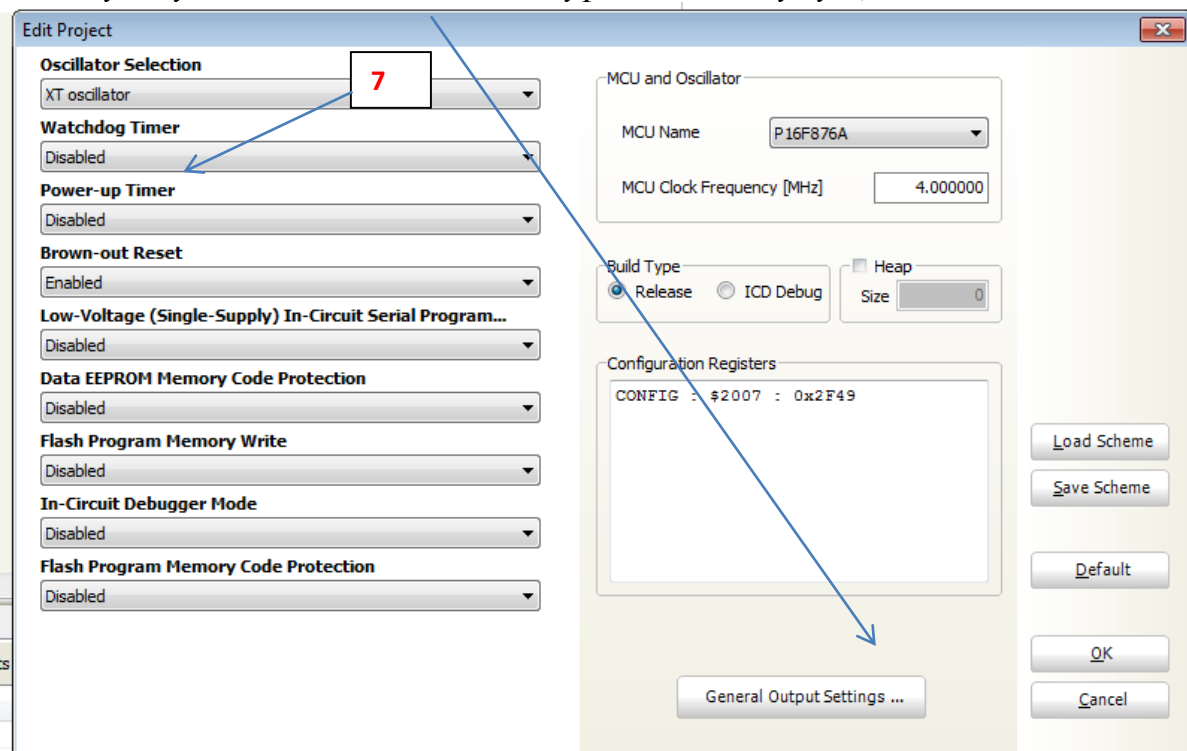 Edit Project
Oscillator Selection
XT oscillator
7
Watchdog Timer
Disabled
Power-up Timer
Disabled
Brown-out Reset
Enabled
Low-Voltage (Single-Supply) In-Circuit Serial Program...
Disabled
Data EEPROM Memory Code Protection
Disabled
Flash Program Memory Write
Disabled
In-Circuit Debugger Mode
Disabled
Flash Program Memory Code Protection
Disabled
MCU and Oscillator
MCU Name P16F876A
MCU Clock Frequency [MHz] 4.000000
Build Type
Release ICD Debug
Heap
Size 0
Configuration Registers
CONFIG : $2007 : 0x2F49
General Output Settings ...
Load Scheme
Save Scheme
Default
OK
Cancel
ts